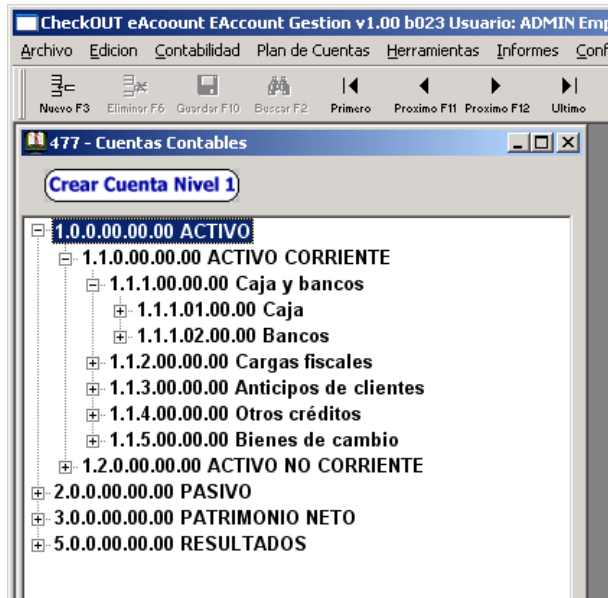 CheckOUT eAcoount EAccount Gestion v1.00 b023 Usuario: ADMIN Emp
Archivo Edicion Contabilidad Plan de Cuentas Herramientas Informes Conf
Nuevo F3 Eliminar F6 Guardar F10 Buscar F2 Primero Proximo F11 Proximo F12 Ultimo
477 - Cuentas Contables
Crear Cuenta Nivel 1
1.0.0.00.00.00 ACTIVO
1.1.0.00.00.00 ACTIVO CORRIENTE
1.1.1.00.00.00 Caja y bancos
1.1.1.01.00.00 Caja
1.1.1.02.00.00 Bancos
1.1.2.00.00.00 Cargas fiscales
1.1.3.00.00.00 Anticipos de clientes
1.1.4.00.00.00 Otros créditos
1.1.5.00.00.00 Bienes de cambio
1.2.0.00.00.00 ACTIVO NO CORRIENTE
2.0.0.00.00.00 PASIVO
3.0.0.00.00.00 PATRIMONIO NETO
5.0.0.00.00.00 RESULTADOS